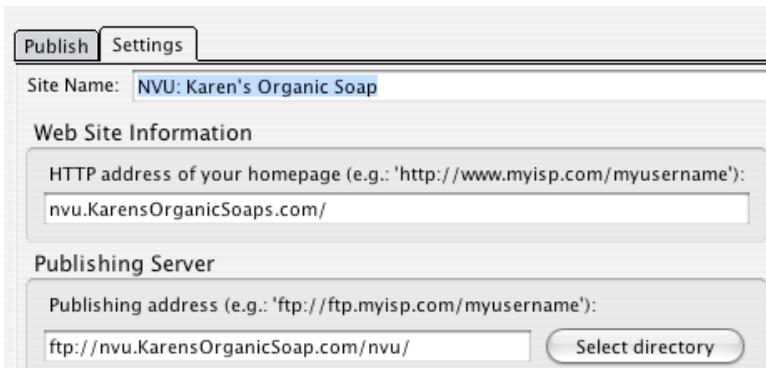 Publish Settings
Site Name: NVU: Karen's Organic Soap
Web Site Information
HTTP address of your homepage (e.g.: 'http://www.myisp.com/myusername'):
nvu.KarensOrganicSoaps.com/
Publishing Server
Publishing address (e.g.: 'ftp://ftp.myisp.com/myusername'):
ftp://nvu.KarensOrganicSoap.com/nvu/ Select directory